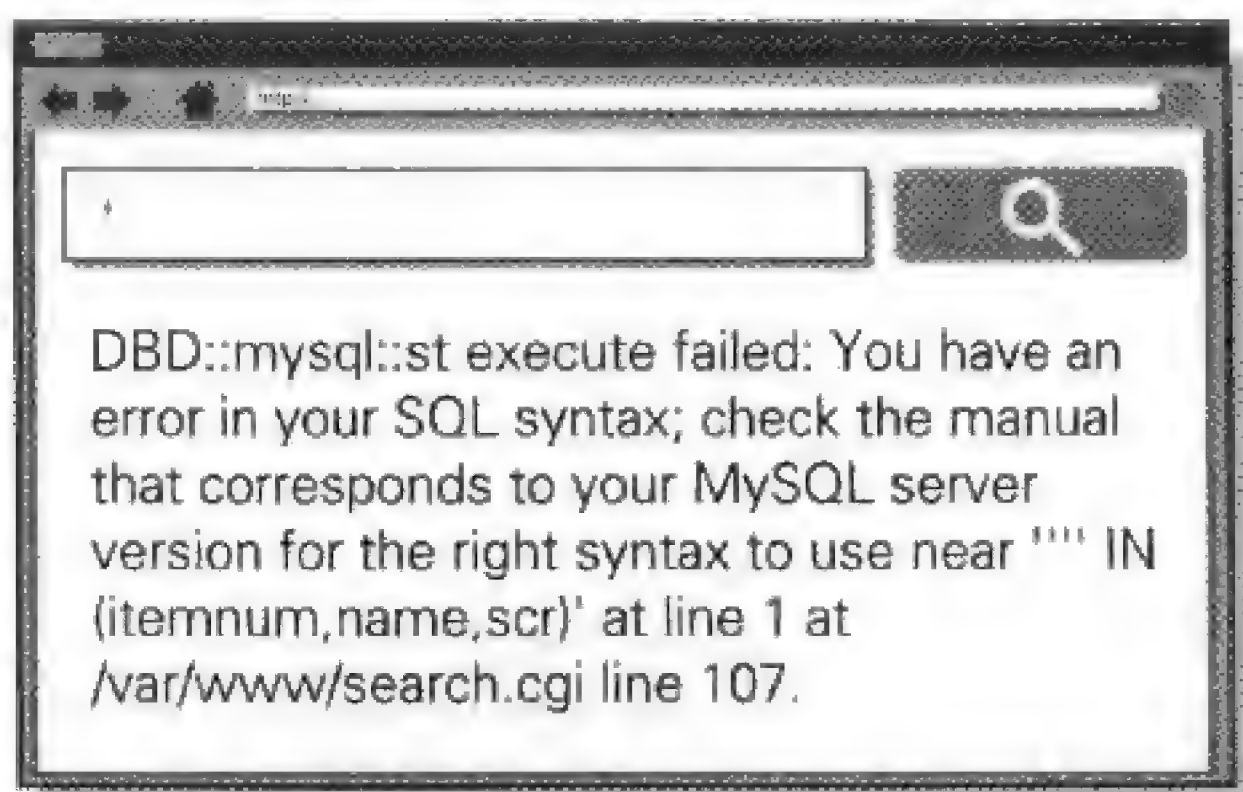 http
'
DBD::mysql::st execute failed: You have an
error in your SQL syntax; check the manual
that corresponds to your MySQL server
version for the right syntax to use near '''' IN
(itemnum,name,scr)' at line 1 at
/var/www/search.cgi line 107.